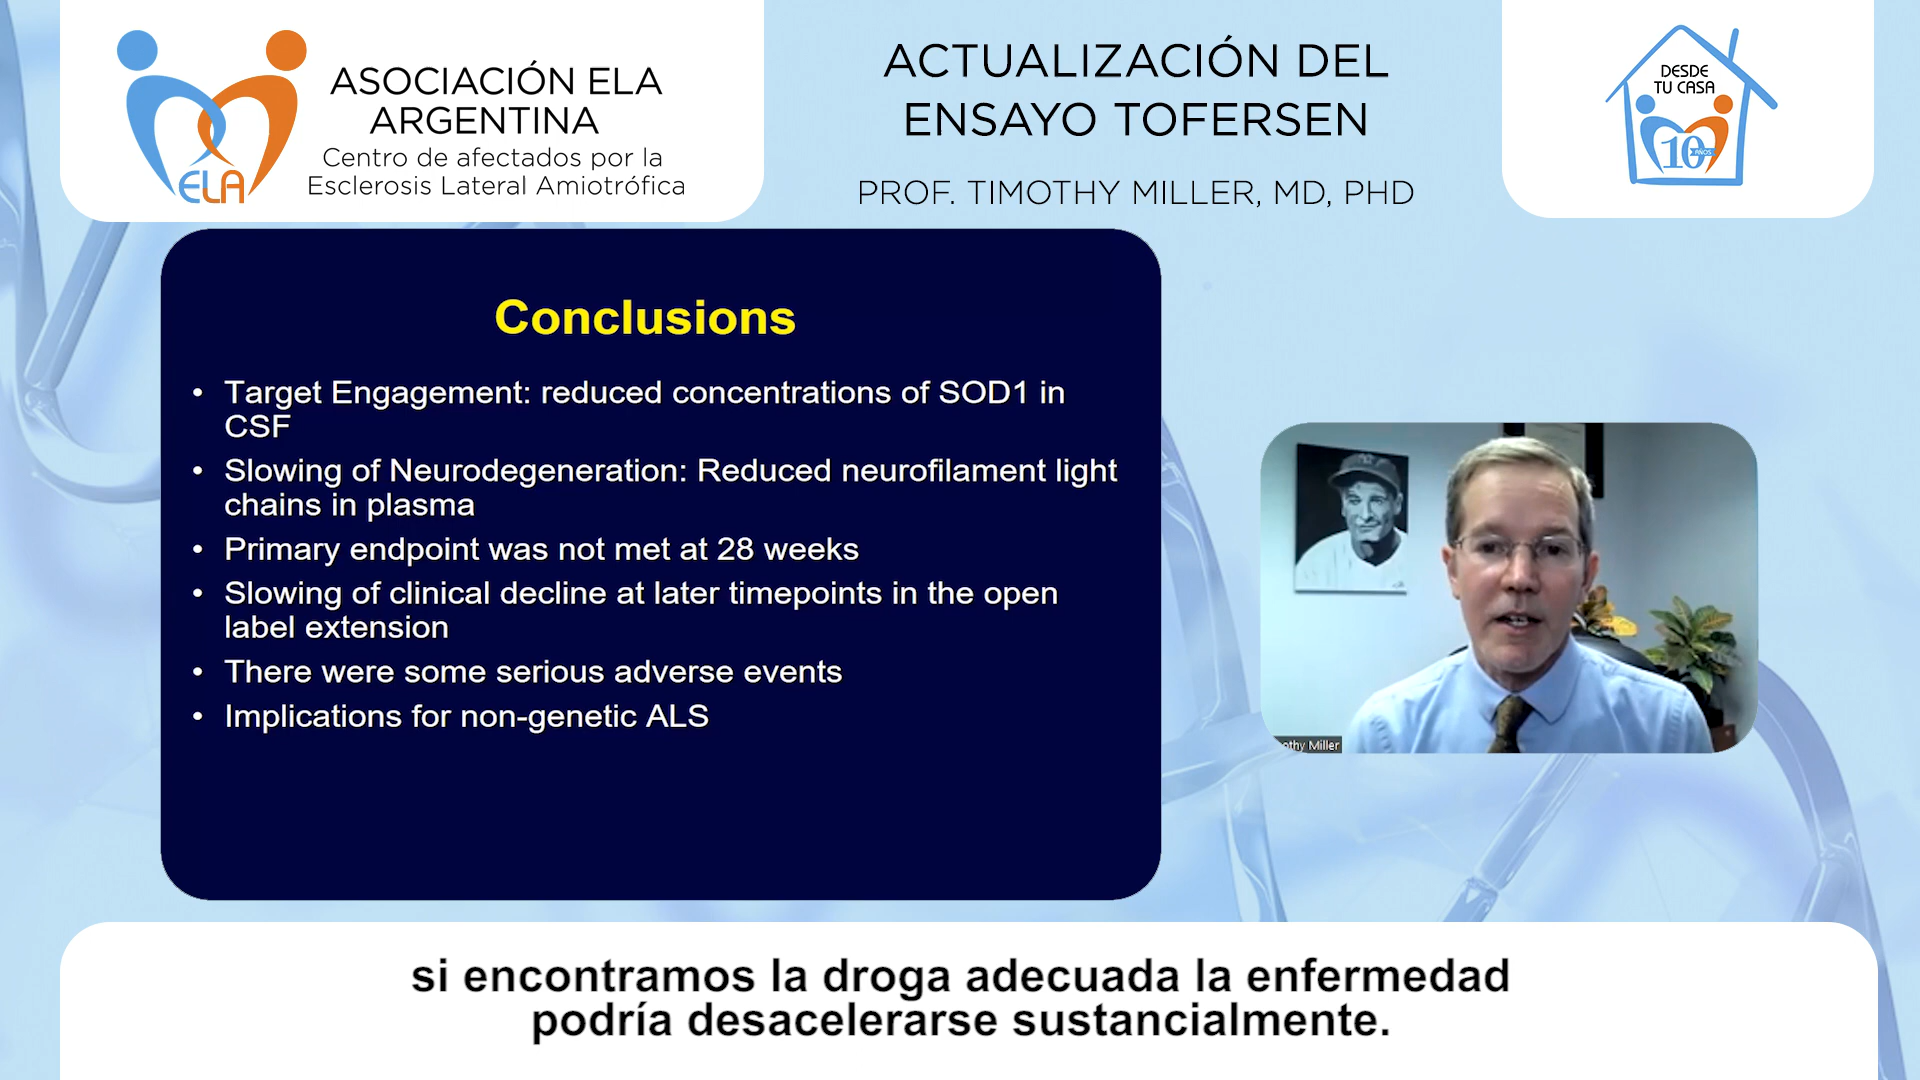 ASOCIACIÓN ELA
ARGENTINA
Centro de afectados por la
Esclerosis Lateral Amiotrófica
ELA
ACTUALIZACIÓN DEL
ENSAYO TOFERSEN
PROF. TIMOTHY MILLER, MD, PHD
DESDE
TU CASA
10
AÑOS
Conclusions
• Target Engagement: reduced concentrations of SOD1 in
CSF
• Slowing of Neurodegeneration: Reduced neurofilament light
chains in plasma
• Primary endpoint was not met at 28 weeks
• Slowing of clinical decline at later timepoints in the open
label extension
• There were some serious adverse events
• Implications for non-genetic ALS
othy Miller
si encontramos la droga adecuada la enfermedad
podría desacelerarse sustancialmente.